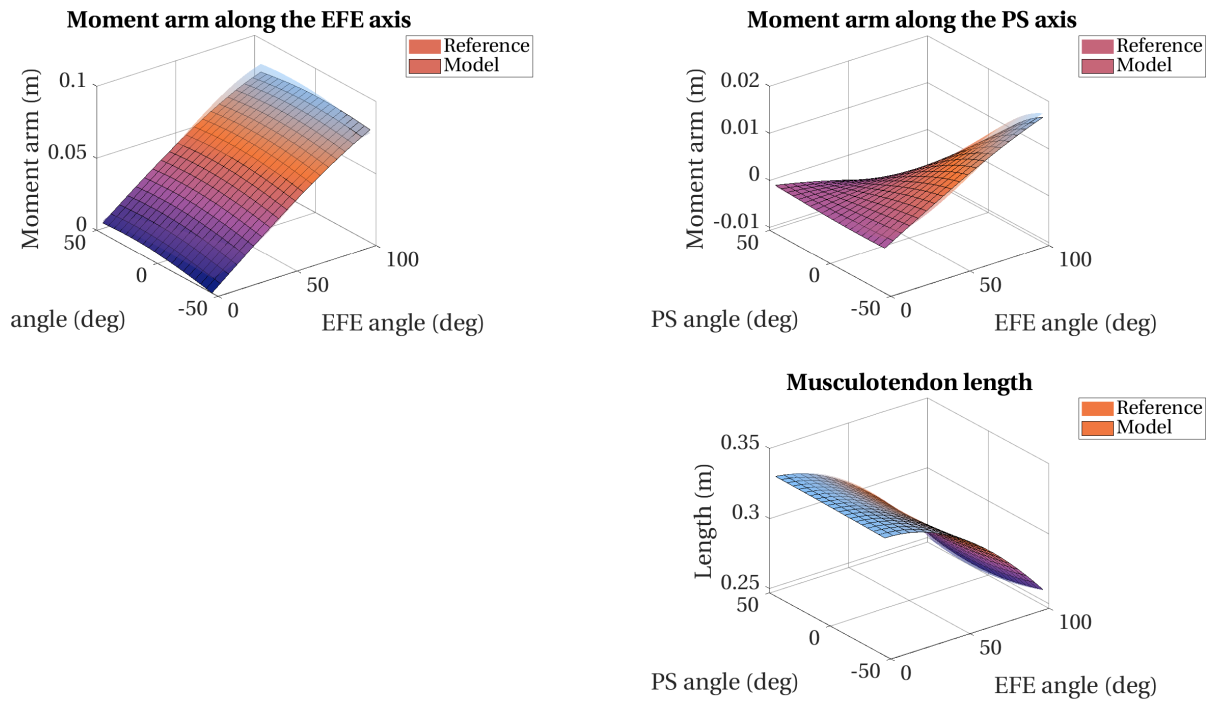 Moment arm along the EFE axis
Reference
Model
Moment arm (m)
0.1
0.05
0
50
0
-50
angle (deg)
0
50
100
EFE angle (deg)
Moment arm along the PS axis
Reference
Model
Moment arm (m)
0.02
0.01
0
-0.01
50
0
-50
PS angle (deg)
0
50
100
EFE angle (deg)
Musculotendon length
Reference
Model
Length (m)
0.35
0.3
0.25
50
0
-50
PS angle (deg)
0
50
100
EFE angle (deg)